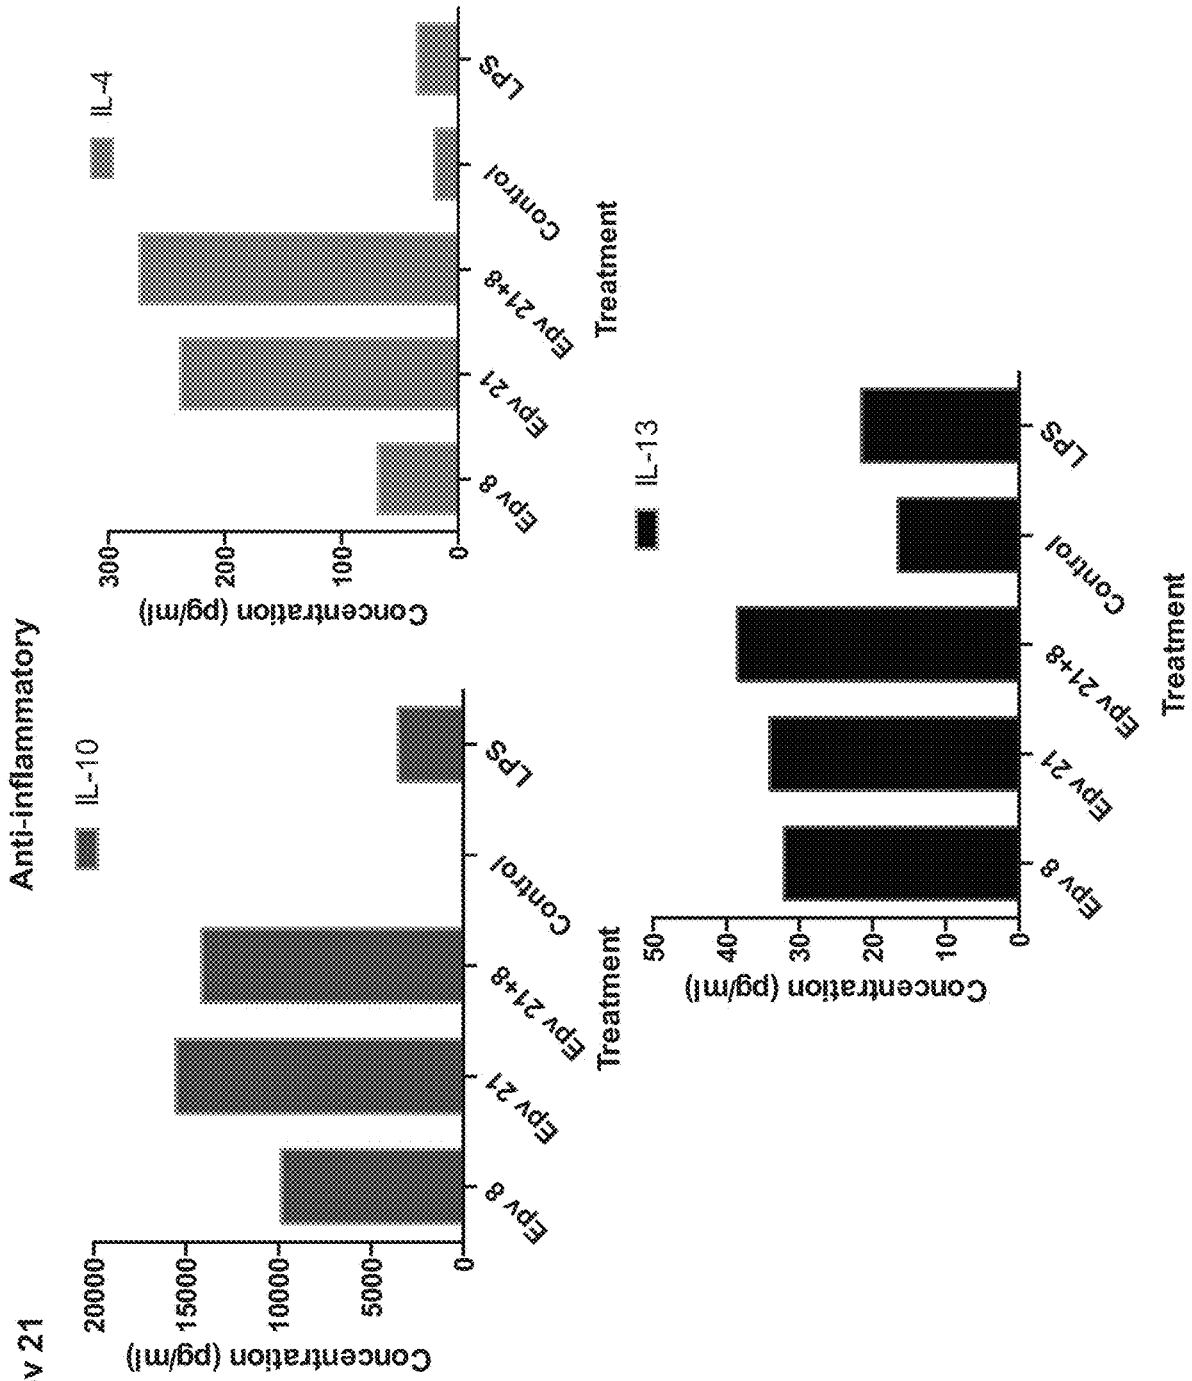 v 21
Anti-inflammatory
IL-10
Concentration (pg/ml)
20000
15000
10000
5000
0
Epv 8
Epv 21
Epv 21+8
Control
LPS
Treatment
IL-4
Concentration (pg/ml)
300
200
100
0
Epv 8
Epv 21
Epv 21+8
Control
LPS
Treatment
IL-13
Concentration (pg/ml)
50
40
30
20
10
0
Epv 8
Epv 21
Epv 21+8
Control
LPS
Treatment